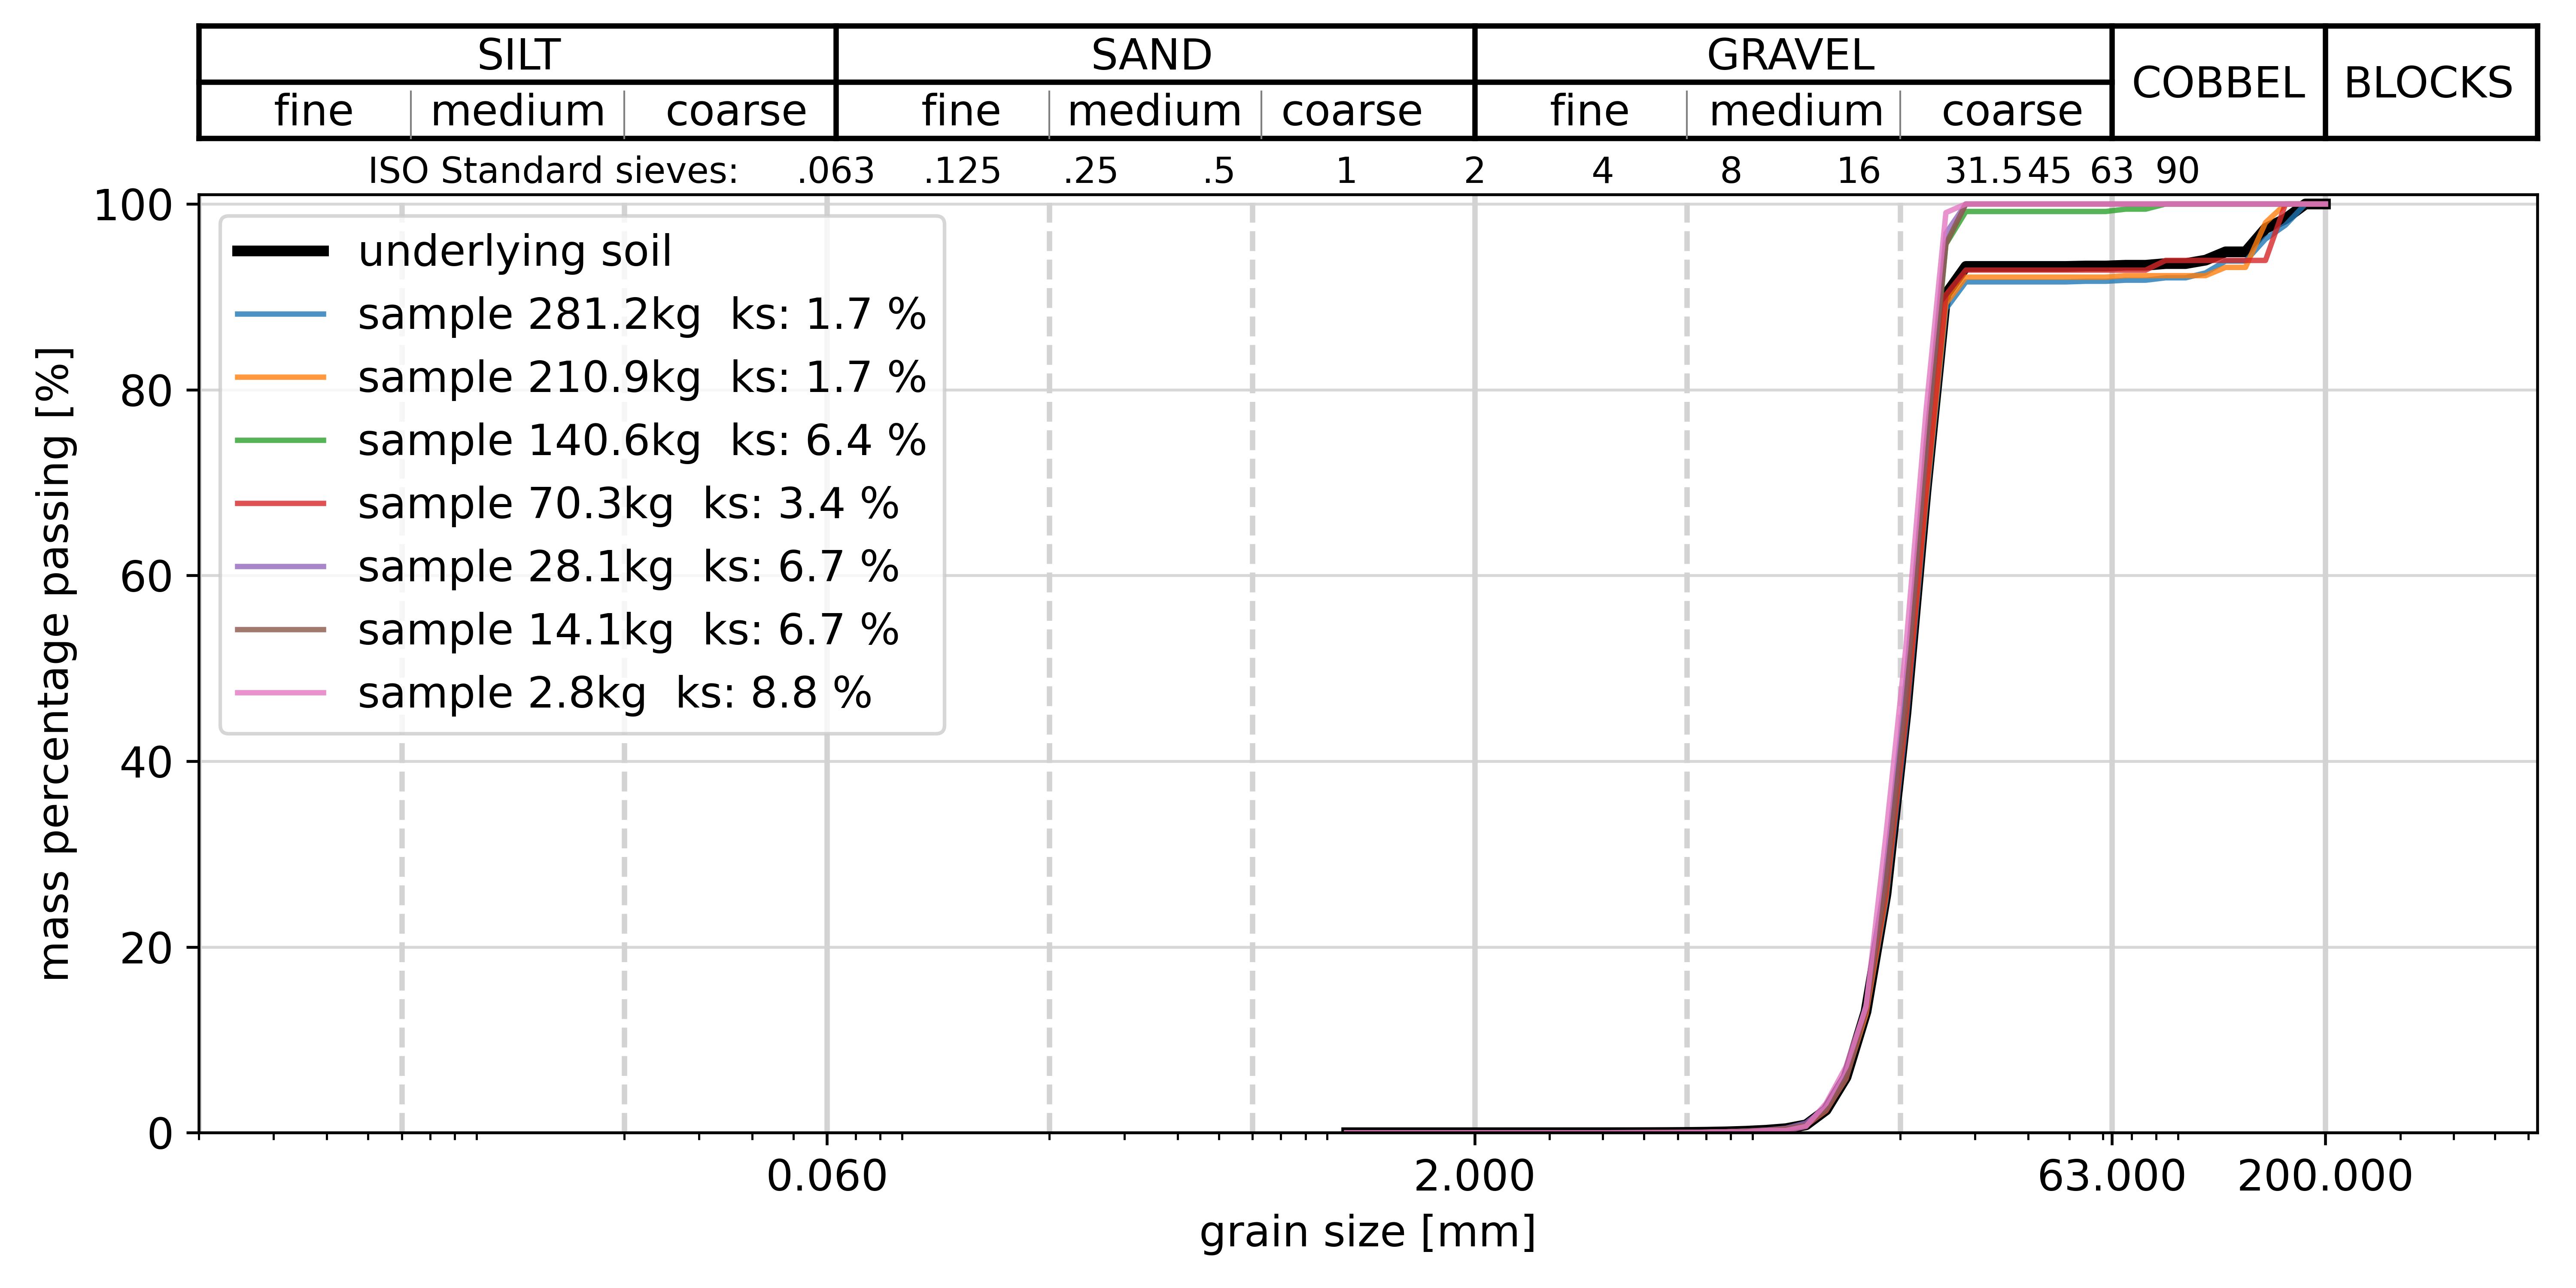 SILT SAND GRAVEL COBBEL BLOCKS
fine medium coarse fine medium coarse fine medium coarse
ISO Standard sieves: .063 .125 .25 .5 1 2 4 8 16 31.5 45 63 90
100
80
60
40
20
0
mass percentage passing [%]
underlying soil
sample 281.2kg ks: 1.7 %
sample 210.9kg ks: 1.7 %
sample 140.6kg ks: 6.4 %
sample 70.3kg ks: 3.4 %
sample 28.1kg ks: 6.7 %
sample 14.1kg ks: 6.7 %
sample 2.8kg ks: 8.8 %
0.060 2.000 63.000 200.000
grain size [mm]